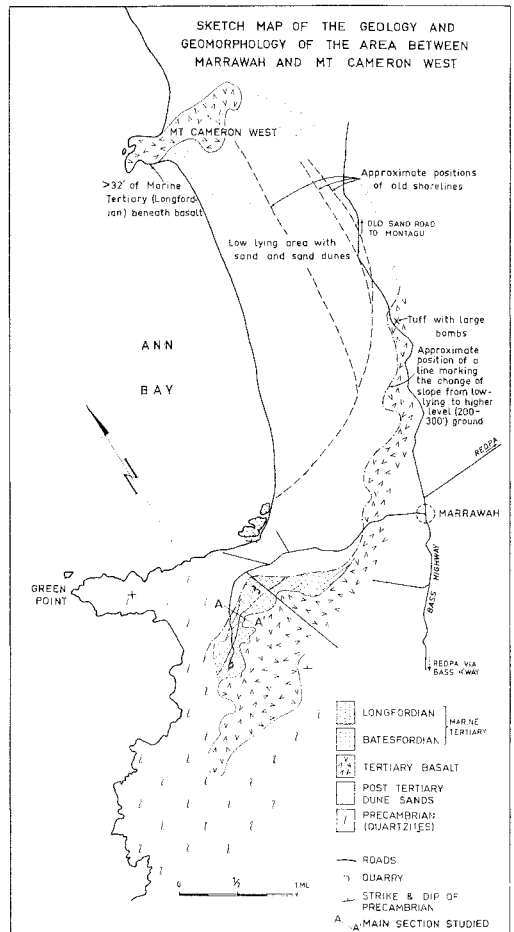 SKETCH MAP OF THE GEOLOGY AND
GEOMORPHOLOGY OF THE AREA BETWEEN
MARRAWAH AND MT CAMERON WEST
MT CAMERON WEST
>32' of Marine
Tertiary (Longford-
ian) beneath basalt
Approximate positions
of old shorelines
OLD SAND ROAD
TO MONTAGU
Low lying area with
sand and sand dunes
Tuff with large
bombs
Approximate
position of a
line marking
the change of
slope from low-
lying to higher
level (200-
300') ground
ANN
BAY
REDPA
MARRAWAH
BASS HIGHWAY
GREEN
POINT
A
A'
REDPA VIA
BASS HWAY
LONGFORDIAN
BATESFORDIAN
MARINE
TERTIARY
TERTIARY BASALT
POST TERTIARY
DUNE SANDS
PRECAMBRIAN
(QUARTZITES)
ROADS
QUARRY
STRIKE & DIP OF
PRECAMBRIAN
A A' MAIN SECTION STUDIED
0 ½ 1 ML